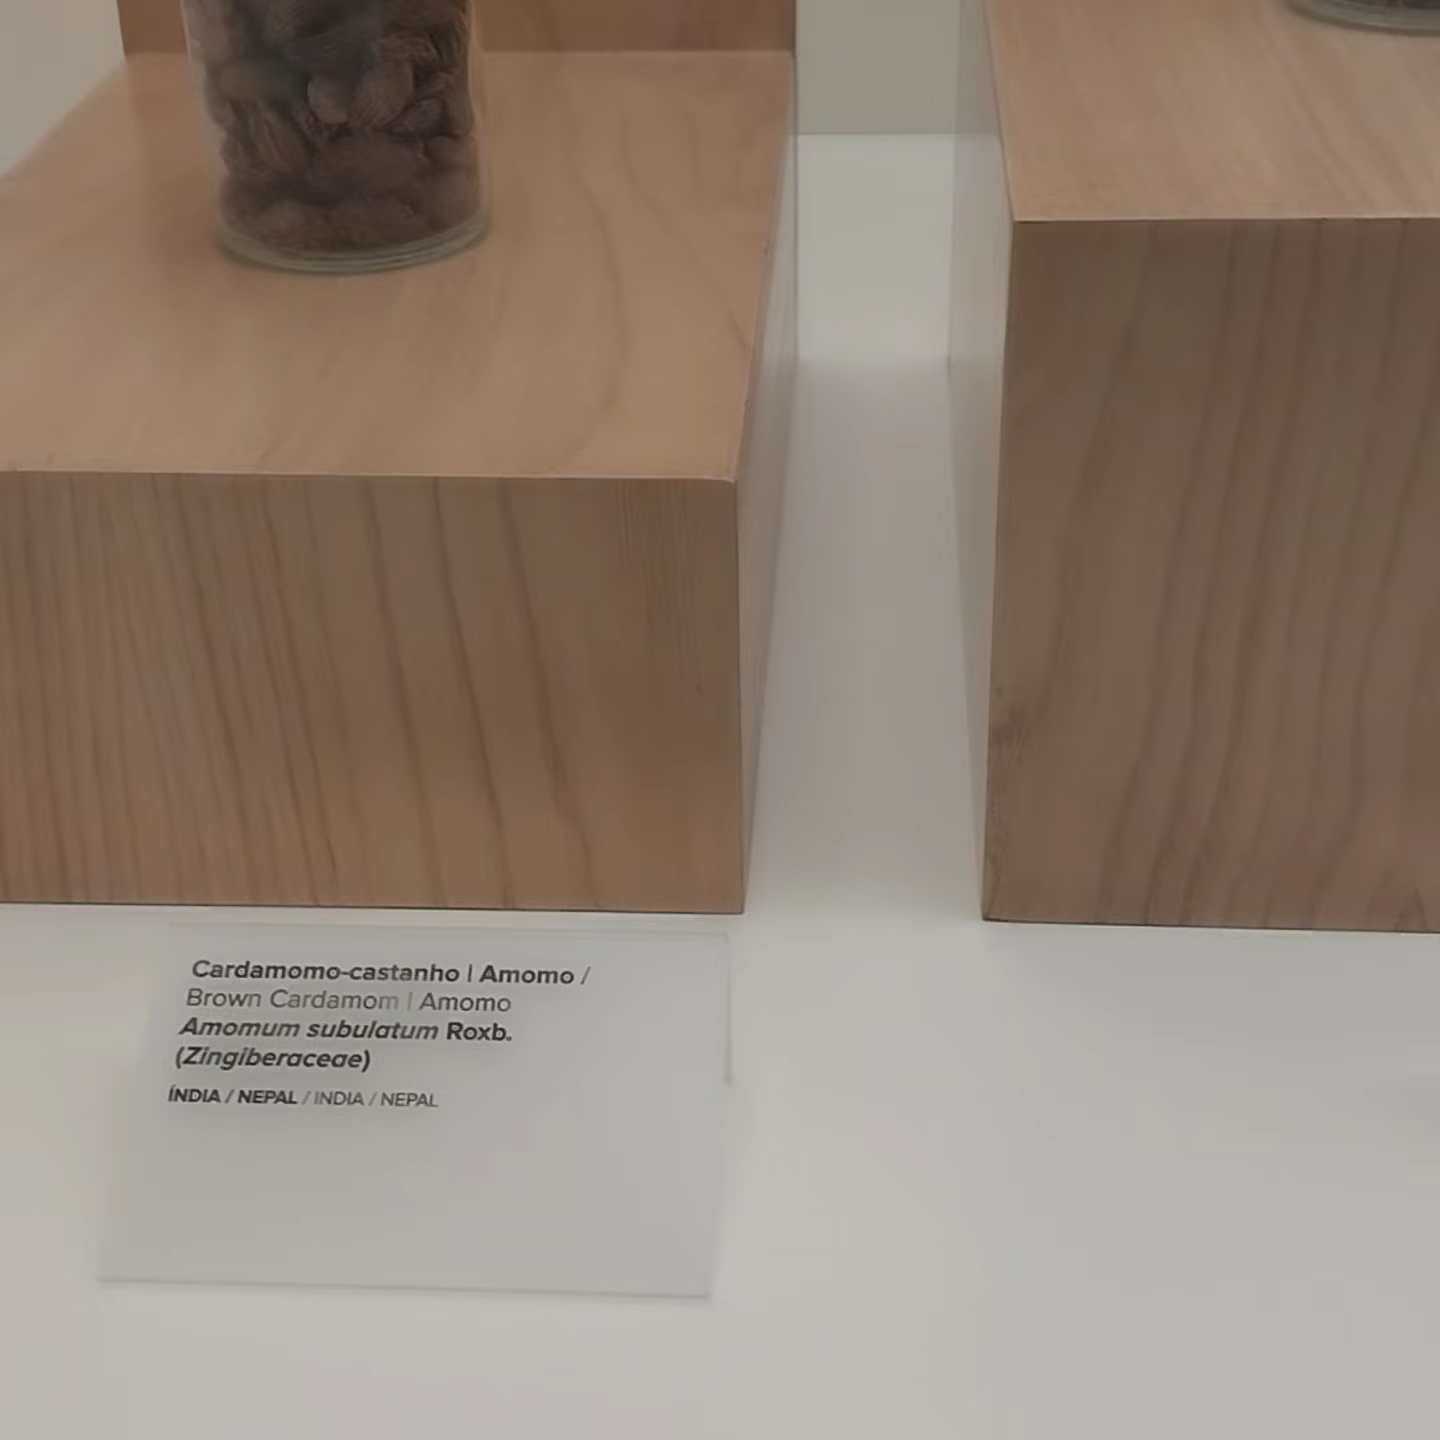 Cardamomo-castanho | Amomo /
Brown Cardamom | Amomo
Amomum subulatum Roxb.
(Zingiberaceae)
ÍNDIA / NEPAL / INDIA / NEPAL